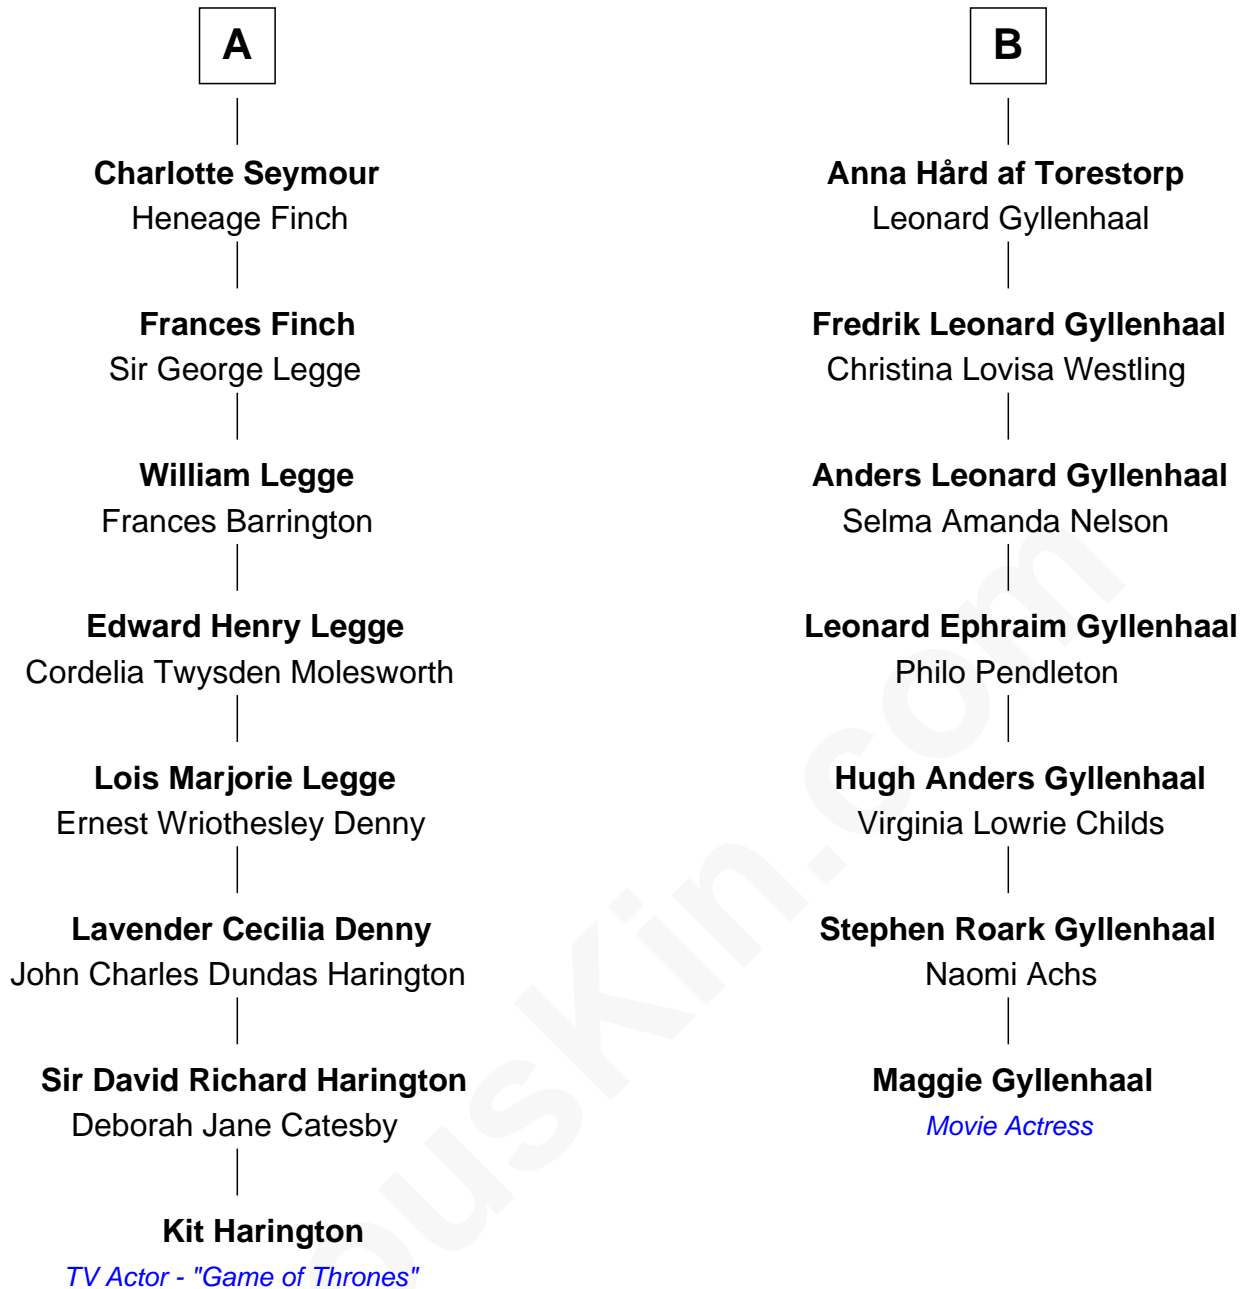 A
Charlotte Seymour
Heneage Finch
Frances Finch
Sir George Legge
William Legge
Frances Barrington
Edward Henry Legge
Cordelia Twysden Molesworth
Lois Marjorie Legge
Ernest Wriothesley Denny
Lavender Cecilia Denny
John Charles Dundas Harington
Sir David Richard Harington
Deborah Jane Catesby
Kit Harington
TV Actor - "Game of Thrones"
B
Anna Hård af Torestorp
Leonard Gyllenhaal
Fredrik Leonard Gyllenhaal
Christina Lovisa Westling
Anders Leonard Gyllenhaal
Selma Amanda Nelson
Leonard Ephraim Gyllenhaal
Philo Pendleton
Hugh Anders Gyllenhaal
Virginia Lowrie Childs
Stephen Roark Gyllenhaal
Naomi Achs
Maggie Gyllenhaal
Movie Actress
ousKin.com